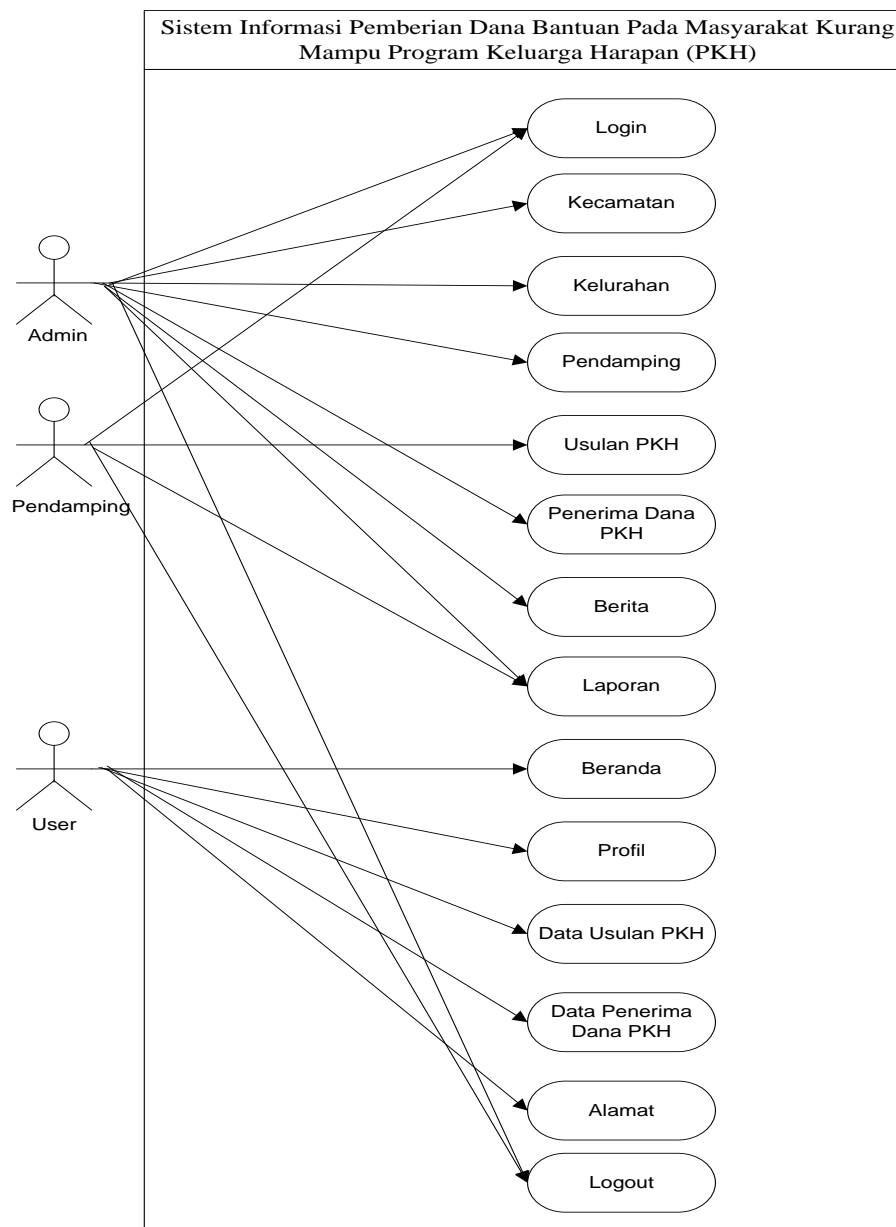 Sistem Informasi Pemberian Dana Bantuan Pada Masyarakat Kurang
Mampu Program Keluarga Harapan (PKH)
Login
Kecamatan
Kelurahan
Admin
Pendamping
Usulan PKH
Pendamping
Penerima Dana
PKH
Berita
Laporan
Beranda
User
Profil
Data Usulan PKH
Data Penerima
Dana PKH
Alamat
Logout